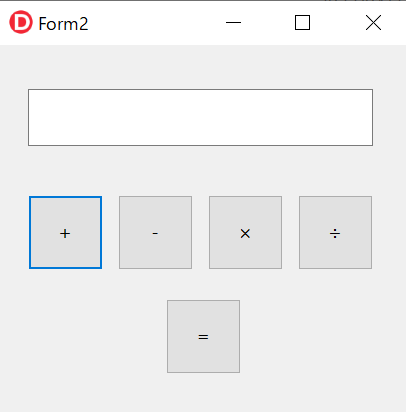 D Form2
+ - × ÷
=